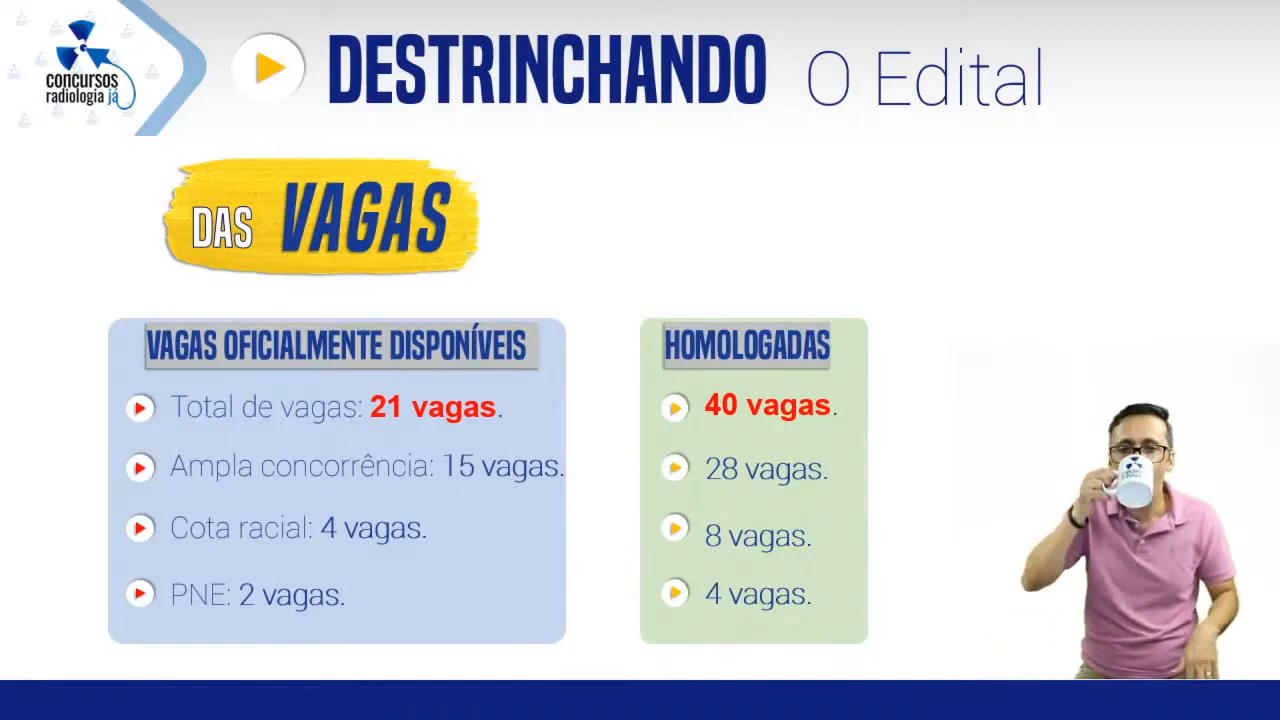 concursos
radiologia já
DESTRINCHANDO O Edital
DAS VAGAS
VAGAS OFICIALMENTE DISPONÍVEIS
Total de vagas: 21 vagas.
Ampla concorrência: 15 vagas.
Cota racial: 4 vagas.
PNE: 2 vagas.
HOMOLOGADAS
40 vagas.
28 vagas.
8 vagas.
4 vagas.